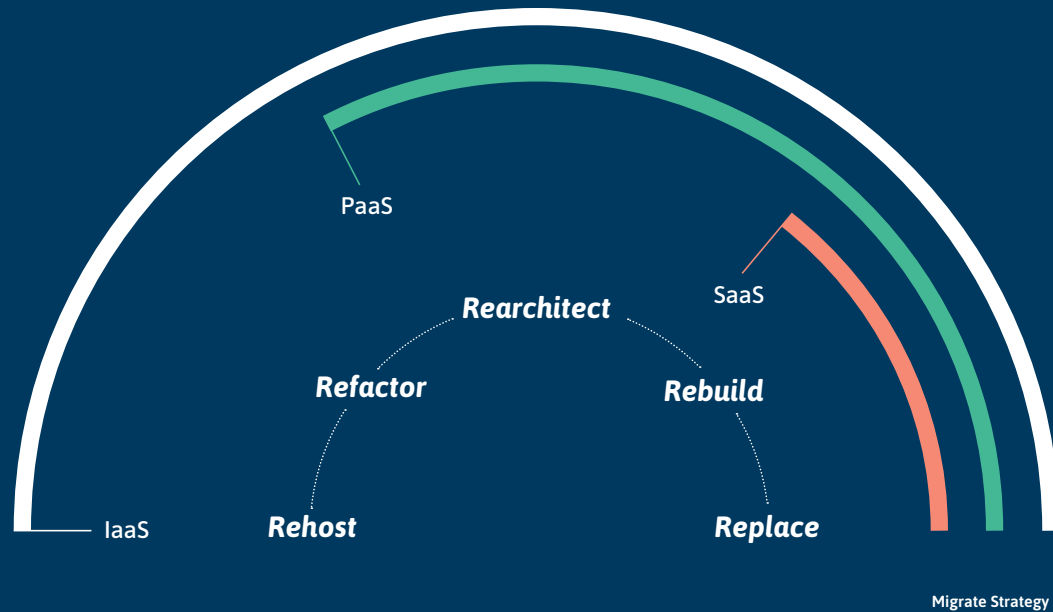 PaaS
SaaS
Rearchitect
Refactor
Rebuild
IaaS
Rehost
Replace
Migrate Strategy